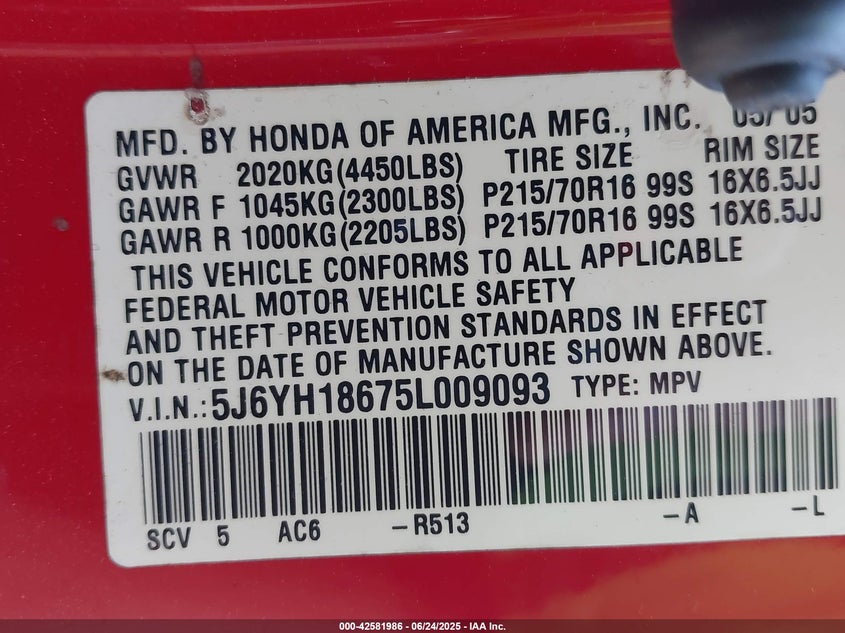 MFD. BY HONDA OF AMERICA MFG., INC. 05/05
GVWR 2020KG(4450LBS) TIRE SIZE RIM SIZE
GAWR F 1045KG(2300LBS) P215/70R16 99S 16X6.5JJ
GAWR R 1000KG(2205LBS) P215/70R16 99S 16X6.5JJ
THIS VEHICLE CONFORMS TO ALL APPLICABLE
FEDERAL MOTOR VEHICLE SAFETY
AND THEFT PREVENTION STANDARDS IN EFFECT
ON THE DATE OF MANUFACTURE SHOWN ABOVE.
V.I.N.: 5J6YH18675L009093 TYPE: MPV
SCV 5 AC6 –R513 –A –L
000-42581986 - 06/24/2025 - IAA Inc.